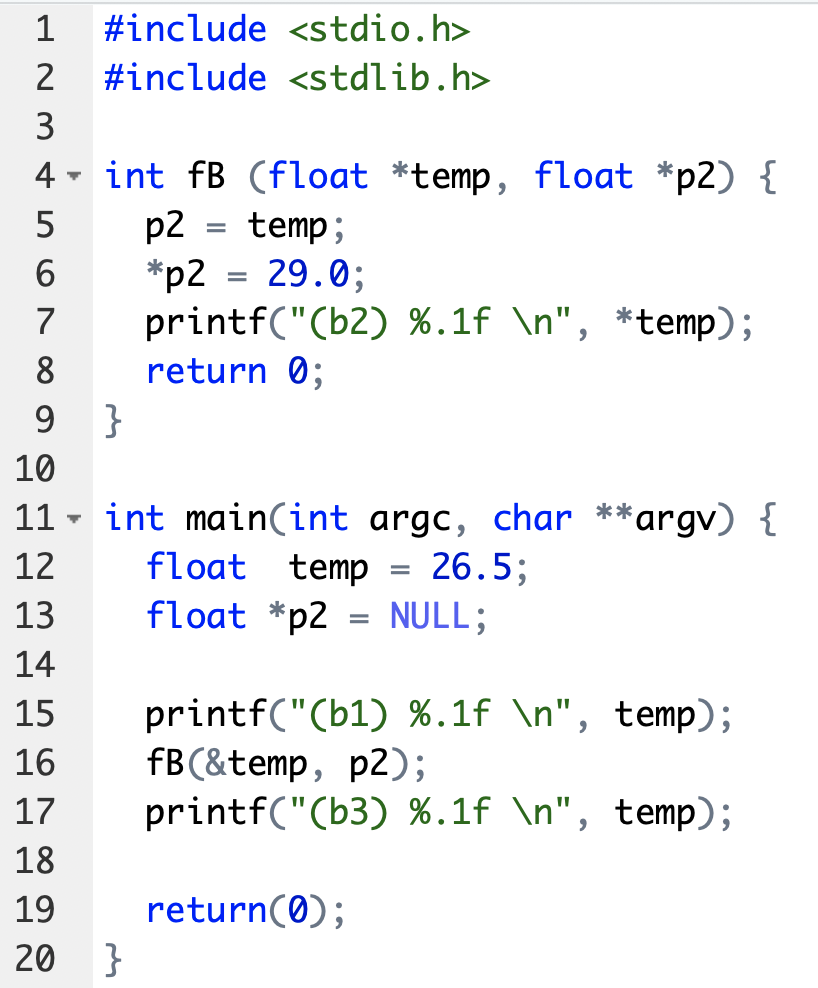 1 #include <stdio.h>
2 #include <stdlib.h>
3
4 int fB (float *temp, float *p2) {
5   p2 = temp;
6   *p2 = 29.0;
7   printf("(b2) %.1f \n", *temp);
8   return 0;
9 }
10
11 int main(int argc, char **argv) {
12   float  temp = 26.5;
13   float *p2 = NULL;
14
15   printf("(b1) %.1f \n", temp);
16   fB(&temp, p2);
17   printf("(b3) %.1f \n", temp);
18
19   return(0);
20 }